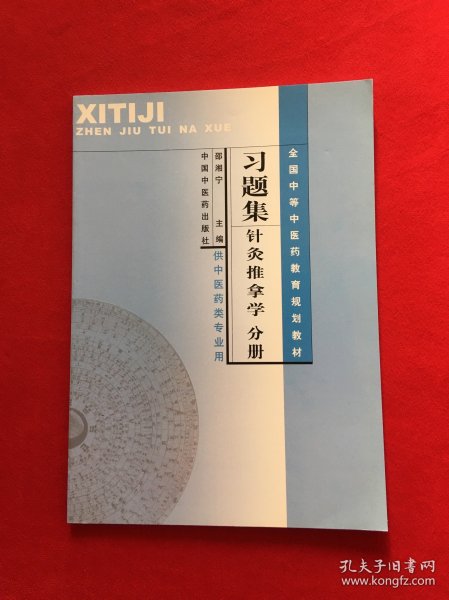 XITIJI
ZHEN JIU TUI NA XUE
全国中等中医药教育规划教材
习题集 针灸推拿学 分册
邵湘宁 主编
中国中医药出版社
供中医药类专业用
孔夫子旧书网
www.kongfz.com